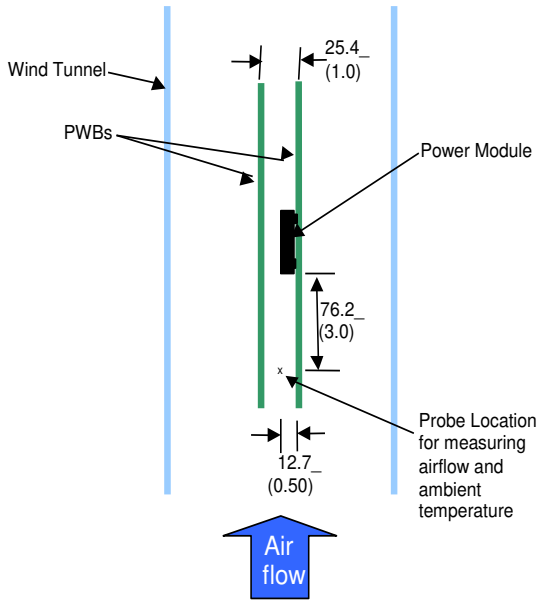 25.4_
(1.0)
Wind Tunnel
PWBs
Power Module
76.2_
(3.0)
x
Probe Location
for measuring
airflow and
ambient
temperature
12.7_
(0.50)
Air
flow